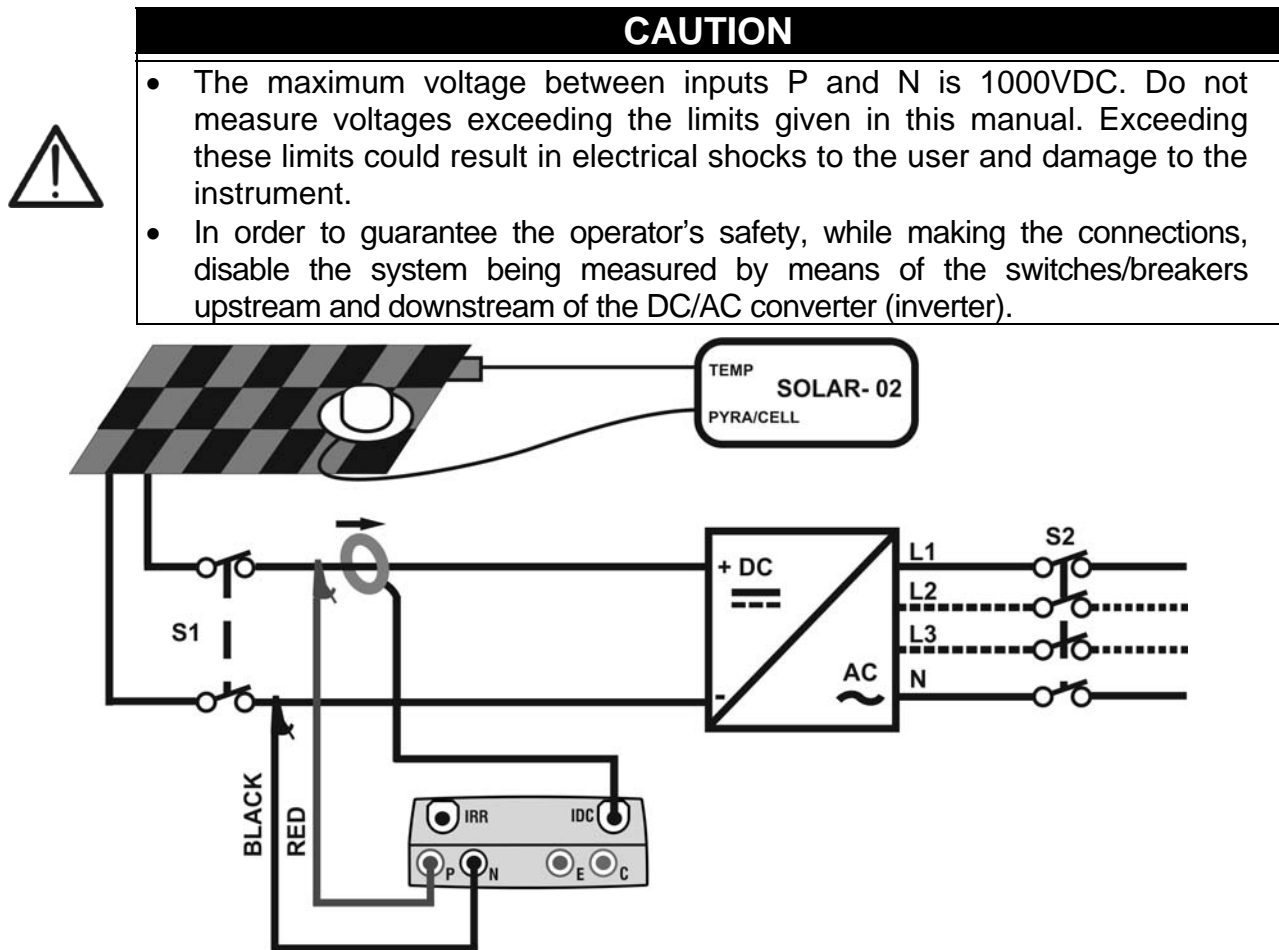 CAUTION
• The maximum voltage between inputs P and N is 1000VDC. Do not
measure voltages exceeding the limits given in this manual. Exceeding
these limits could result in electrical shocks to the user and damage to the
instrument.
• In order to guarantee the operator’s safety, while making the connections,
disable the system being measured by means of the switches/breakers
upstream and downstream of the DC/AC converter (inverter).
TEMP
SOLAR- 02
PYRA/CELL
S1
+ DC
-
AC
L1
L2
L3
N
S2
BLACK
RED
IRR
IDC
P
N
E
C